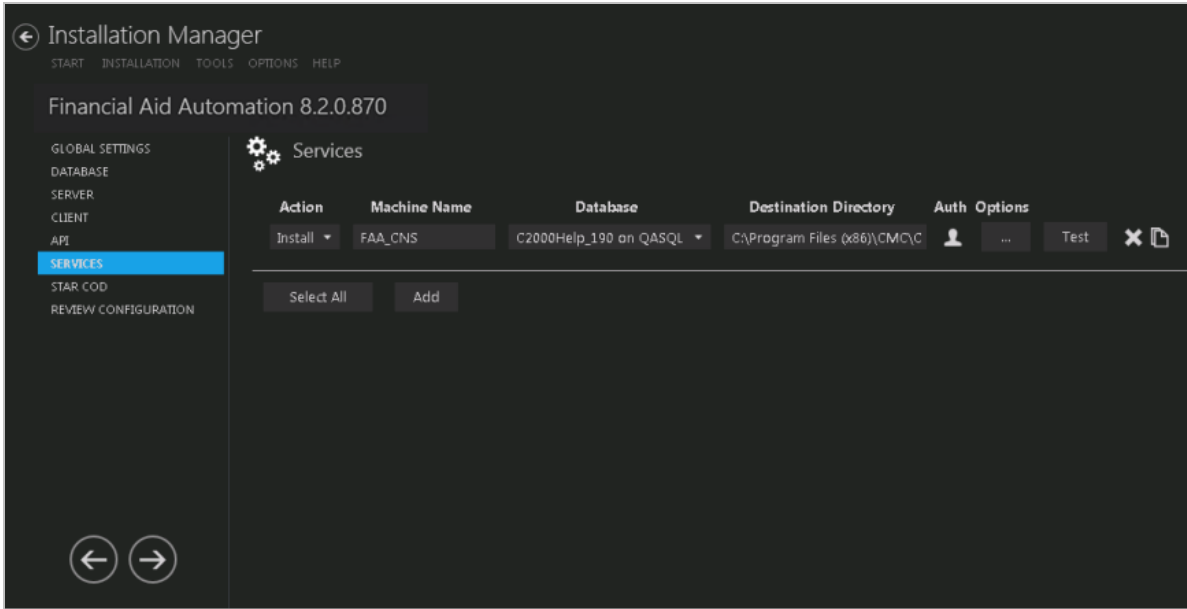 Installation Manager
START INSTALLATION TOOLS OPTIONS HELP
Financial Aid Automation 8.2.0.870
GLOBAL SETTINGS
DATABASE
SERVER
CLIENT
API
SERVICES
STAR COD
REVIEW CONFIGURATION
Services
Action Machine Name Database Destination Directory Auth Options
Install FAA_CNS C2000Help_190 on QASQL C:\Program Files (x86)\CMC\C ... Test
Select All Add